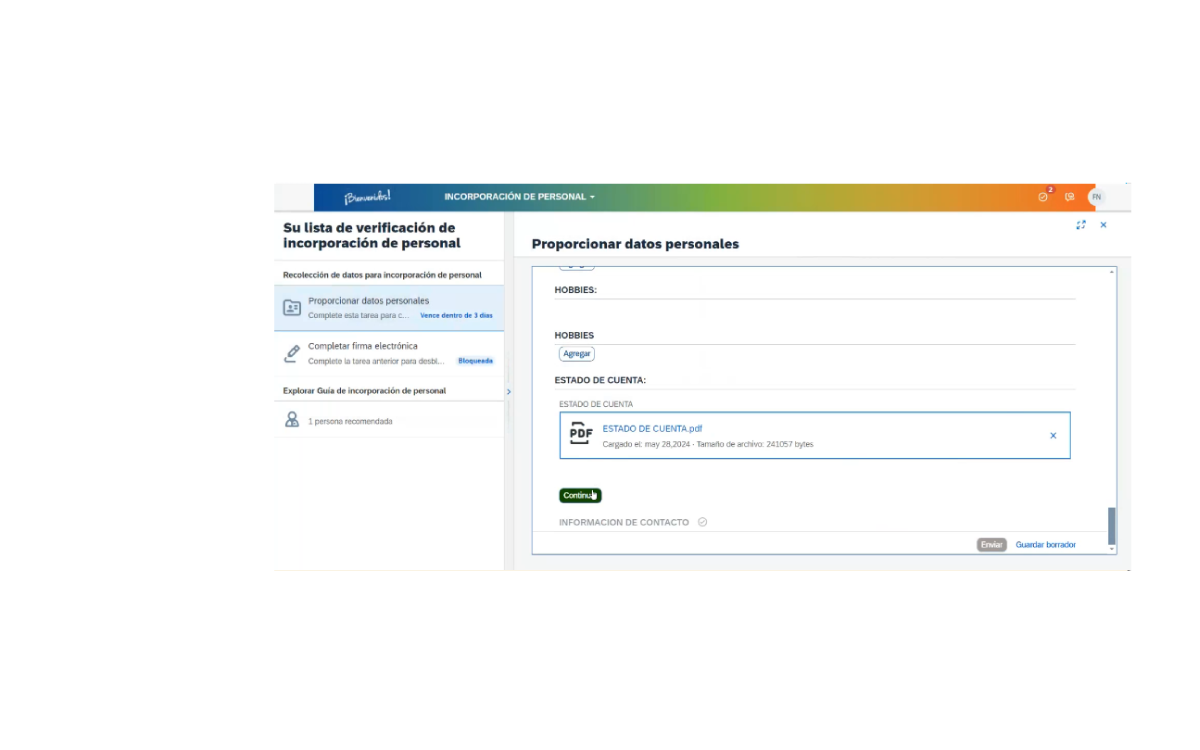 ¡Bienvenidos!
INCORPORACIÓN DE PERSONAL
2
FN
Su lista de verificación de
incorporación de personal
Recolección de datos para incorporación de personal
Proporcionar datos personales
Complete esta tarea para c... Vence dentro de 3 días
Completar firma electrónica
Complete la tarea anterior para desbl... Bloqueada
Explorar Guía de incorporación de personal
1 persona recomendada
Proporcionar datos personales
HOBBIES:
HOBBIES
Agregar
ESTADO DE CUENTA:
ESTADO DE CUENTA
PDF
ESTADO DE CUENTA.pdf
Cargado el: may 28,2024 - Tamaño de archivo: 241057 bytes
INFORMACION DE CONTACTO
Enviar Guardar borrador